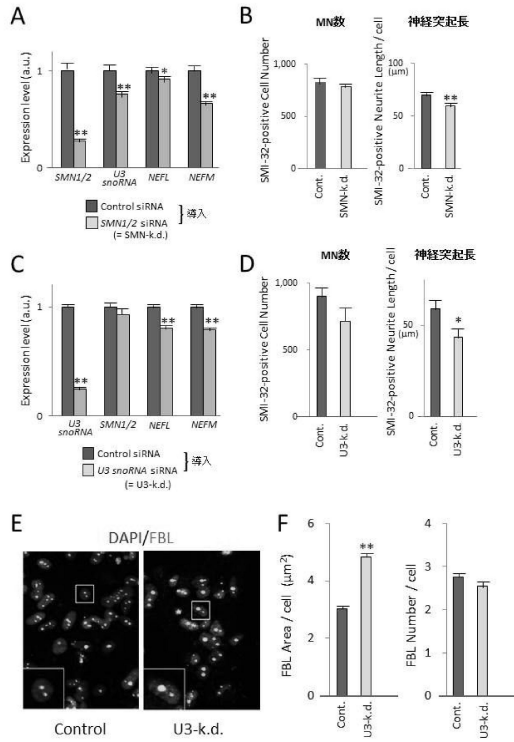 A
Expression level (a.u.)
1
0
**
**
*
**
SMN1/2
U3
snoRNA
NEFL
NEFM
Control siRNA
SMN1/2 siRNA
(= SMN-k.d.)
導入
B
MN数
SMI-32-positive Cell Number
1,000
500
0
Cont.
SMN-k.d.
神経突起長
SMI-32-positive Neurite Length / cell
100
(μm)
50
0
**
Cont.
SMN-k.d.
C
Expression level (a.u.)
1
0
**
**
**
U3
snoRNA
SMN1/2
NEFL
NEFM
Control siRNA
U3 snoRNA siRNA
(= U3-k.d.)
導入
D
MN数
SMI-32-positive Cell Number
1,000
500
0
Cont.
U3-k.d.
神経突起長
SMI-32-positive Neurite Length / cell
50
(μm)
0
*
Cont.
U3-k.d.
E
DAPI/FBL
Control
U3-k.d.
F
FBL Area / cell (μm²)
6
4
2
0
**
Cont.
U3-k.d.
FBL Number / cell
4
3
2
1
0
Cont.
U3-k.d.